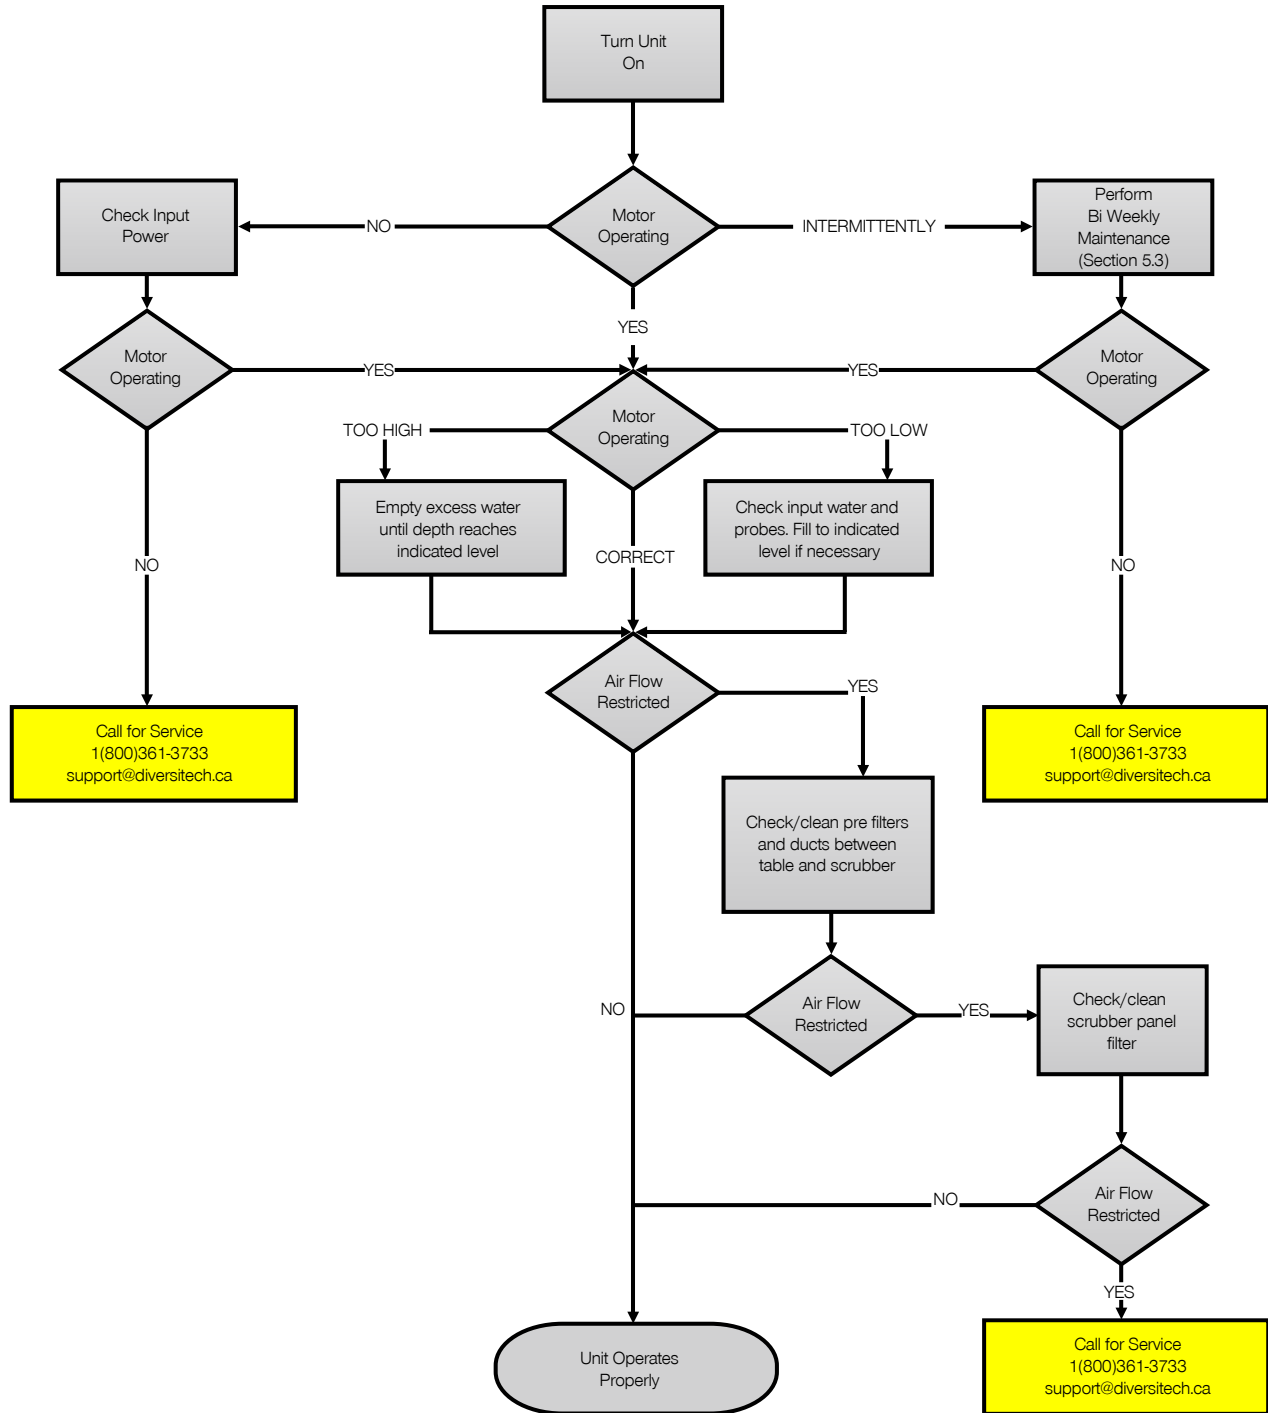 Turn Unit
On
Check Input
Power
NO
Motor
Operating
INTERMITTENTLY
Perform
Bi Weekly
Maintenance
(Section 5.3)
YES
Motor
Operating
YES
YES
Motor
Operating
TOO HIGH
Motor
Operating
TOO LOW
Empty excess water
until depth reaches
indicated level
Check input water and
probes. Fill to indicated
level if necessary
NO
CORRECT
NO
Air Flow
Restricted
YES
Call for Service
1(800)361-3733
support@diversitech.ca
Call for Service
1(800)361-3733
support@diversitech.ca
Check/clean pre filters
and ducts between
table and scrubber
NO
Air Flow
Restricted
YES
Check/clean
scrubber panel
filter
NO
Air Flow
Restricted
YES
Unit Operates
Properly
Call for Service
1(800)361-3733
support@diversitech.ca